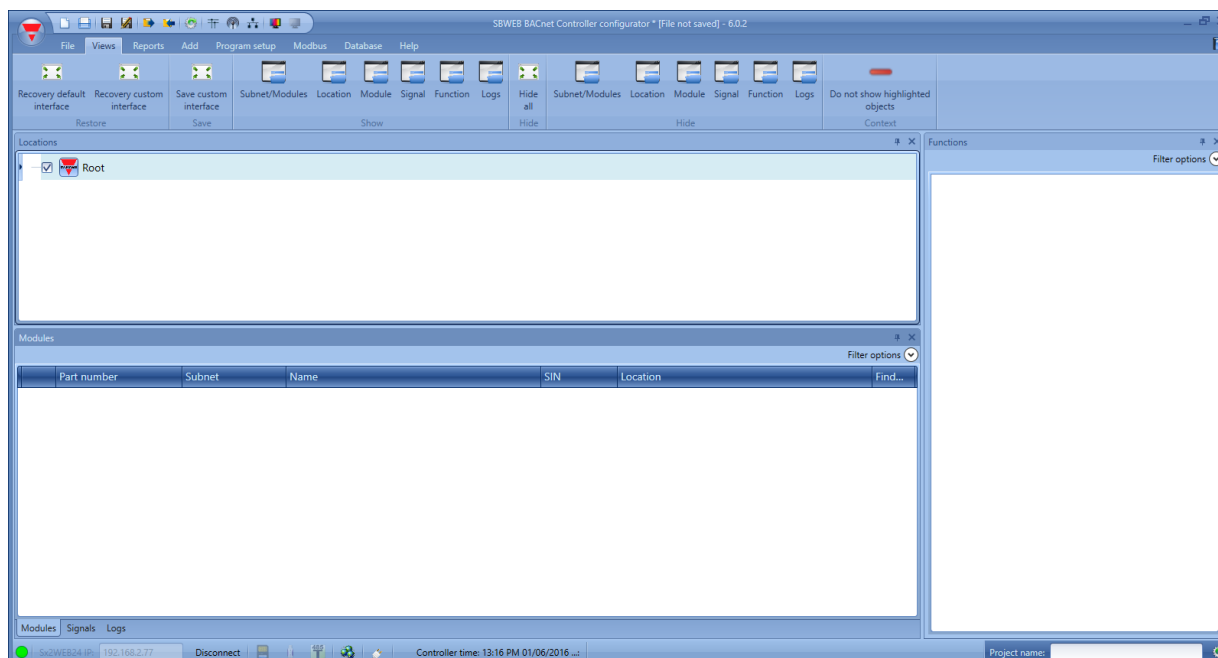 SBWEB BACnet Controller configurator * [File not saved] - 6.0.2
File Views Reports Add Program setup Modbus Database Help
Recovery default interface
Recovery custom interface
Save custom interface
Subnet/Modules Location Module Signal Function Logs
Hide all
Subnet/Modules Location Module Signal Function Logs
Do not show highlighted objects
Restore Save Show Hide Hide Context
Locations
Root
Functions
Filter options
Modules
Filter options
Part number Subnet Name SIN Location Find...
Modules Signals Logs
Sx2WEB24 IP: 192.168.2.77 Disconnect Controller time: 13:16 PM 01/06/2016 ...: Project name: